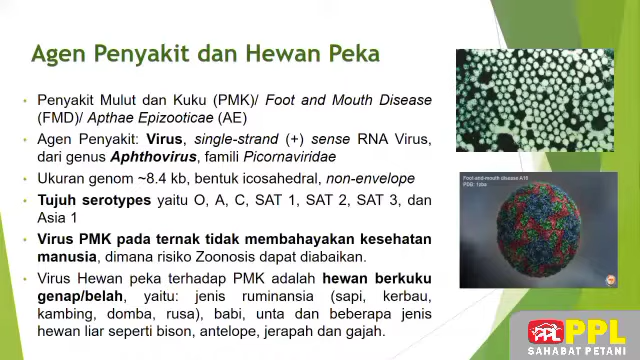 Agen Penyakit dan Hewan Peka
• Penyakit Mulut dan Kuku (PMK)/ Foot and Mouth Disease
(FMD)/ Apthae Epizooticae (AE)
• Agen Penyakit: Virus, single-strand (+) sense RNA Virus,
dari genus Aphthovirus, famili Picornaviridae
• Ukuran genom ~8.4 kb, bentuk icosahedral, non-envelope
• Tujuh serotypes yaitu O, A, C, SAT 1, SAT 2, SAT 3, dan
Asia 1
• Virus PMK pada ternak tidak membahayakan kesehatan
manusia, dimana risiko Zoonosis dapat diabaikan.
• Virus Hewan peka terhadap PMK adalah hewan berkuku
genap/belah, yaitu: jenis ruminansia (sapi, kerbau,
kambing, domba, rusa), babi, unta dan beberapa jenis
hewan liar seperti bison, antelope, jerapah dan gajah.
Foot-and-mouth disease A10
PDB: 1zba
PPL
SAHABAT PETANI